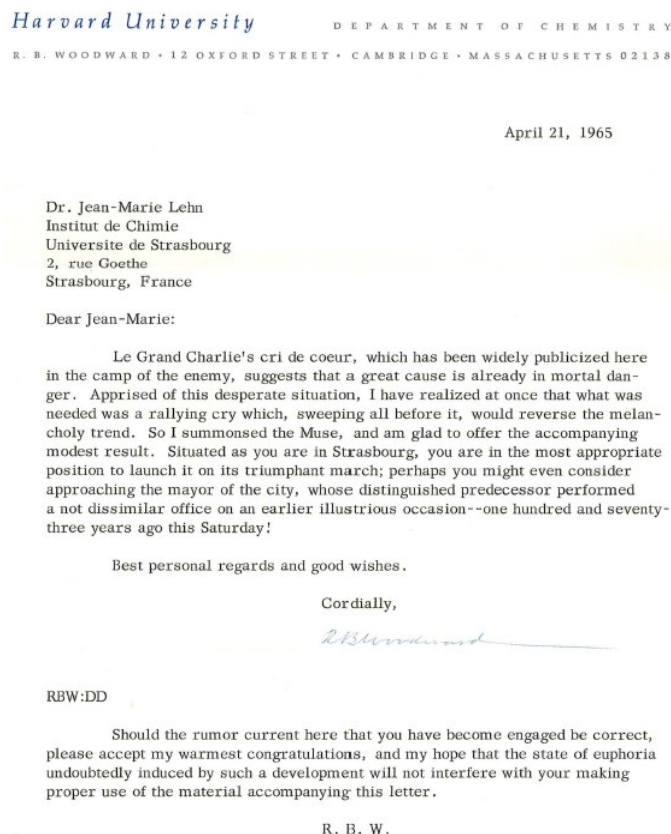 Harvard University DEPARTMENT OF CHEMISTRY
R. B. WOODWARD • 12 OXFORD STREET • CAMBRIDGE • MASSACHUSETTS 02138
April 21, 1965
Dr. Jean-Marie Lehn
Institut de Chimie
Universite de Strasbourg
2, rue Goethe
Strasbourg, France
Dear Jean-Marie:
Le Grand Charlie's cri de coeur, which has been widely publicized here
in the camp of the enemy, suggests that a great cause is already in mortal dan-
ger. Apprised of this desperate situation, I have realized at once that what was
needed was a rallying cry which, sweeping all before it, would reverse the melan-
choly trend. So I summonsed the Muse, and am glad to offer the accompanying
modest result. Situated as you are in Strasbourg, you are in the most appropriate
position to launch it on its triumphant march; perhaps you might even consider
approaching the mayor of the city, whose distinguished predecessor performed
a not dissimilar office on an earlier illustrious occasion--one hundred and seventy-
three years ago this Saturday!
Best personal regards and good wishes.
Cordially,
RBWoodward
RBW:DD
Should the rumor current here that you have become engaged be correct,
please accept my warmest congratulations, and my hope that the state of euphoria
undoubtedly induced by such a development will not interfere with your making
proper use of the material accompanying this letter.
R. B. W.